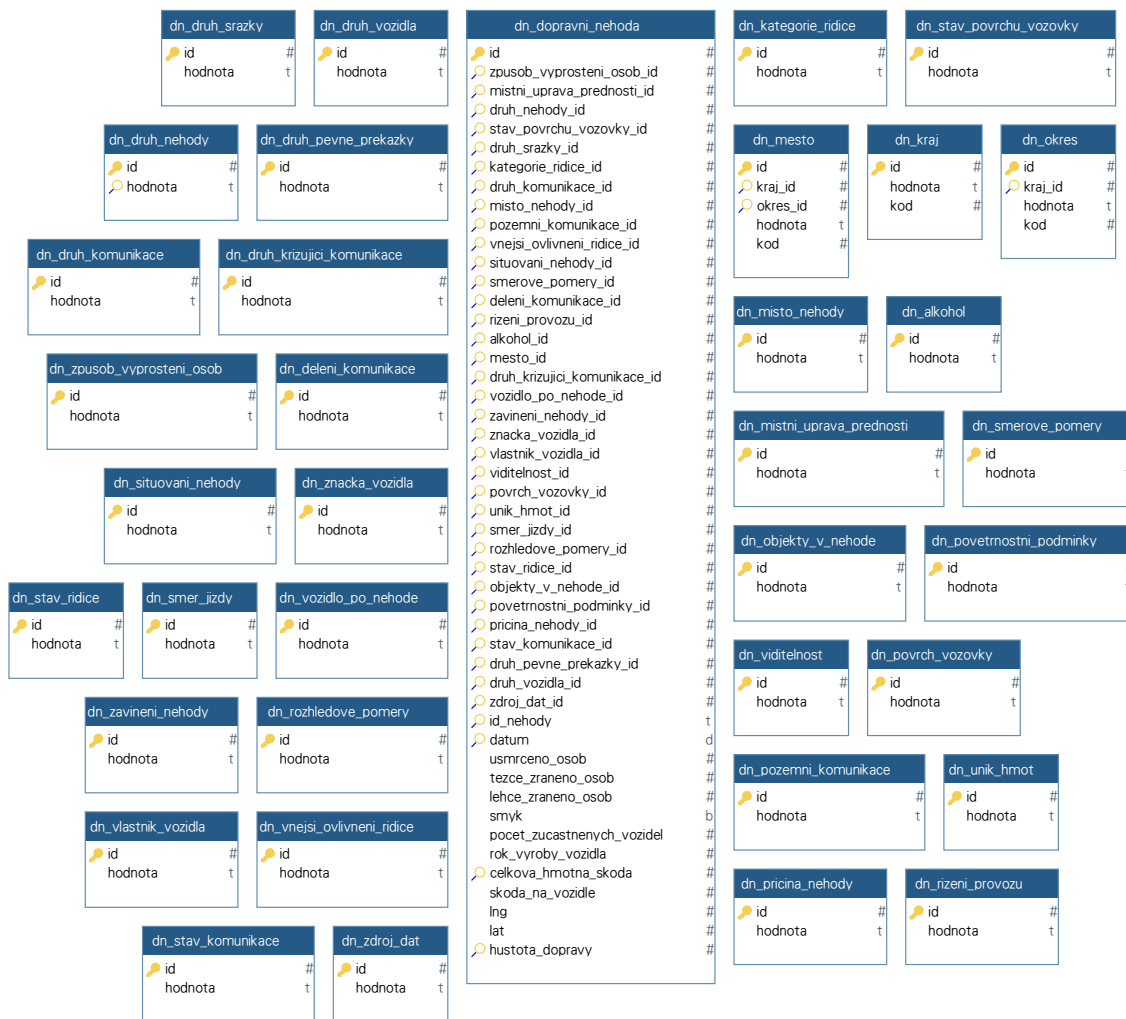 dn_druh_srazky
id #
hodnota t
dn_druh_vozidla
id #
hodnota t
dn_druh_nehody
id #
hodnota t
dn_druh_pevne_prekazky
id #
hodnota t
dn_druh_komunikace
id #
hodnota t
dn_druh_krizujici_komunikace
id #
hodnota t
dn_zpusob_vyprosteni_osob
id #
hodnota t
dn_deleni_komunikace
id #
hodnota t
dn_situovani_nehody
id #
hodnota t
dn_znacka_vozidla
id #
hodnota t
dn_stav_ridice
id #
hodnota t
dn_smer_jizdy
id #
hodnota t
dn_vozidlo_po_nehode
id #
hodnota t
dn_zavineni_nehody
id #
hodnota t
dn_rozhledove_pomery
id #
hodnota t
dn_vlastnik_vozidla
id #
hodnota t
dn_vnejsi_ovlivneni_ridice
id #
hodnota t
dn_stav_komunikace
id #
hodnota t
dn_zdroj_dat
id #
hodnota t
dn_dopravni_nehoda
id #
zpusob_vyprosteni_osob_id #
mistni_uprava_prednosti_id #
druh_nehody_id #
stav_povrchu_vozovky_id #
druh_srazky_id #
kategorie_ridice_id #
druh_komunikace_id #
misto_nehody_id #
pozemni_komunikace_id #
vnejsi_ovlivneni_ridice_id #
situovani_nehody_id #
smerove_pomery_id #
deleni_komunikace_id #
rizeni_provozu_id #
alkohol_id #
mesto_id #
druh_krizujici_komunikace_id #
vozidlo_po_nehode_id #
zavineni_nehody_id #
znacka_vozidla_id #
vlastnik_vozidla_id #
viditelnost_id #
povrch_vozovky_id #
unik_hmot_id #
smer_jizdy_id #
rozhledove_pomery_id #
stav_ridice_id #
objekty_v_nehode_id #
povetrnostni_podminky_id #
pricina_nehody_id #
stav_komunikace_id #
druh_pevne_prekazky_id #
druh_vozidla_id #
zdroj_dat_id #
id_nehody t
datum d
usmrceno_osob #
tezce_zraneno_osob #
lehce_zraneno_osob #
smyk b
pocet_zucastnenych_vozidel #
rok_vyroby_vozidla #
celkova_hmotna_skoda #
skoda_na_vozidle #
lng #
lat #
hustota_dopravy #
dn_kategorie_ridice
id #
hodnota t
dn_stav_povrchu_vozovky
id #
hodnota t
dn_mesto
id #
kraj_id #
okres_id #
hodnota t
kod #
dn_kraj
id #
hodnota t
kod #
dn_okres
id #
kraj_id #
hodnota t
kod #
dn_misto_nehody
id #
hodnota t
dn_alkohol
id #
hodnota t
dn_mistni_uprava_prednosti
id #
hodnota t
dn_smerove_pomery
id
hodnota
dn_objekty_v_nehode
id #
hodnota t
dn_povetrnostni_podminky
id
hodnota
dn_viditelnost
id #
hodnota t
dn_povrch_vozovky
id #
hodnota t
dn_pozemni_komunikace
id #
hodnota t
dn_unik_hmot
id #
hodnota t
dn_pricina_nehody
id #
hodnota t
dn_rizeni_provozu
id #
hodnota t